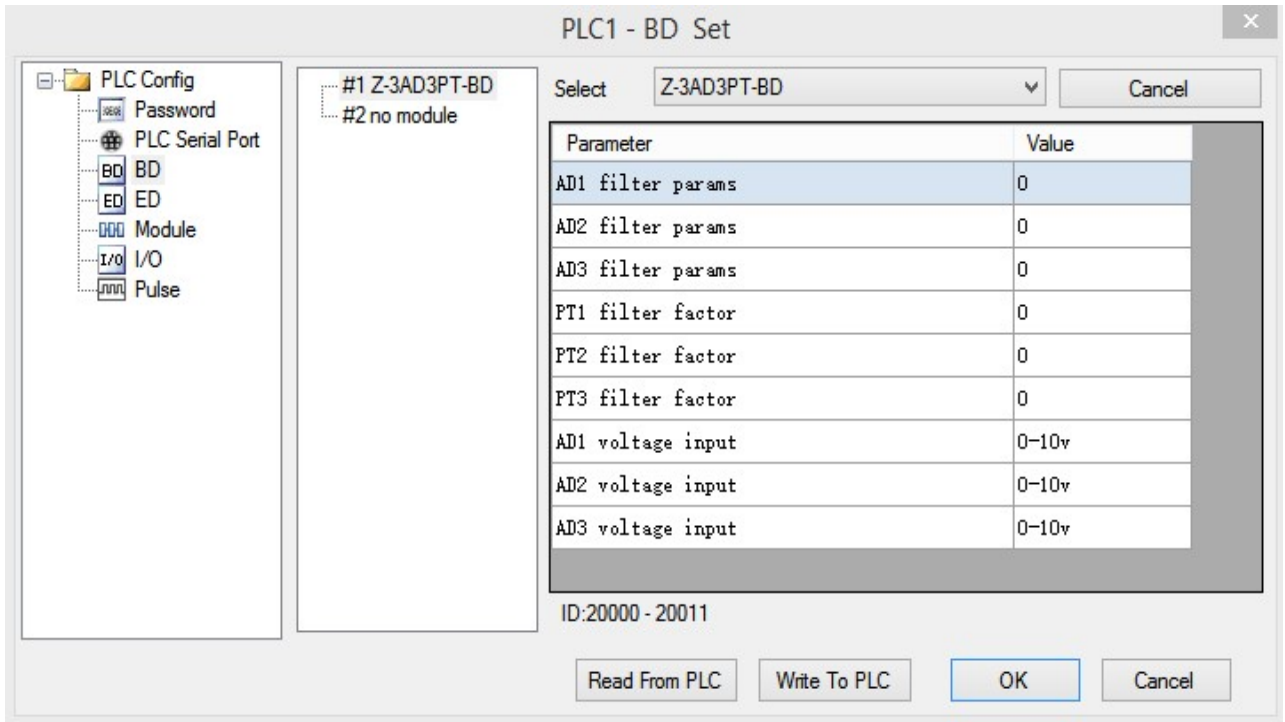 PLC1 - BD Set
PLC Config
Password
PLC Serial Port
BD BD
ED ED
Module
I/O I/O
Pulse
#1 Z-3AD3PT-BD
#2 no module
Select Z-3AD3PT-BD Cancel
Parameter Value
AD1 filter params 0
AD2 filter params 0
AD3 filter params 0
PT1 filter factor 0
PT2 filter factor 0
PT3 filter factor 0
AD1 voltage input 0-10v
AD2 voltage input 0-10v
AD3 voltage input 0-10v
ID:20000 - 20011
Read From PLC Write To PLC OK Cancel